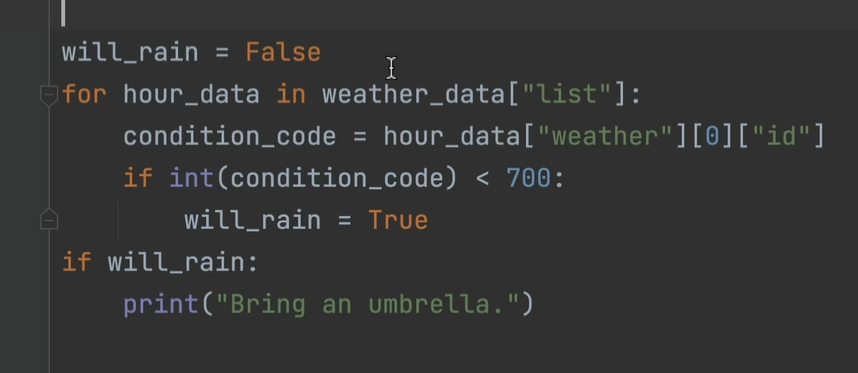 will_rain = False
for hour_data in weather_data["list"]:
    condition_code = hour_data["weather"][0]["id"]
    if int(condition_code) < 700:
        will_rain = True
if will_rain:
    print("Bring an umbrella.")